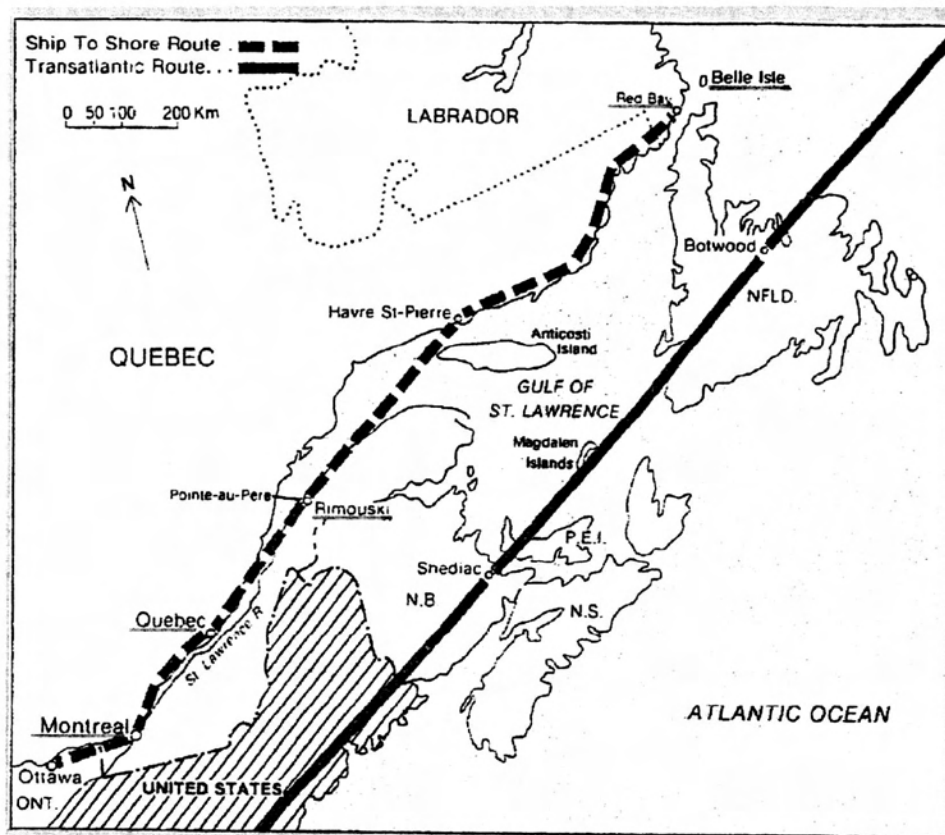 Ship To Shore Route .
Transatlantic Route. . .
0 50 100 200 Km
N
LABRADOR
Belle Isle
Red Bay
Botwood
NFLD.
Havre St-Pierre
Anticosti
Island
QUEBEC
GULF OF
ST. LAWRENCE
Magdalen
Islands
Pointe-au-Père
Rimouski
P.E.I.
Shediac
N.B
N.S.
Quebec
St. Lawrence R.
Montreal
ATLANTIC OCEAN
Ottawa
ONT.
UNITED STATES